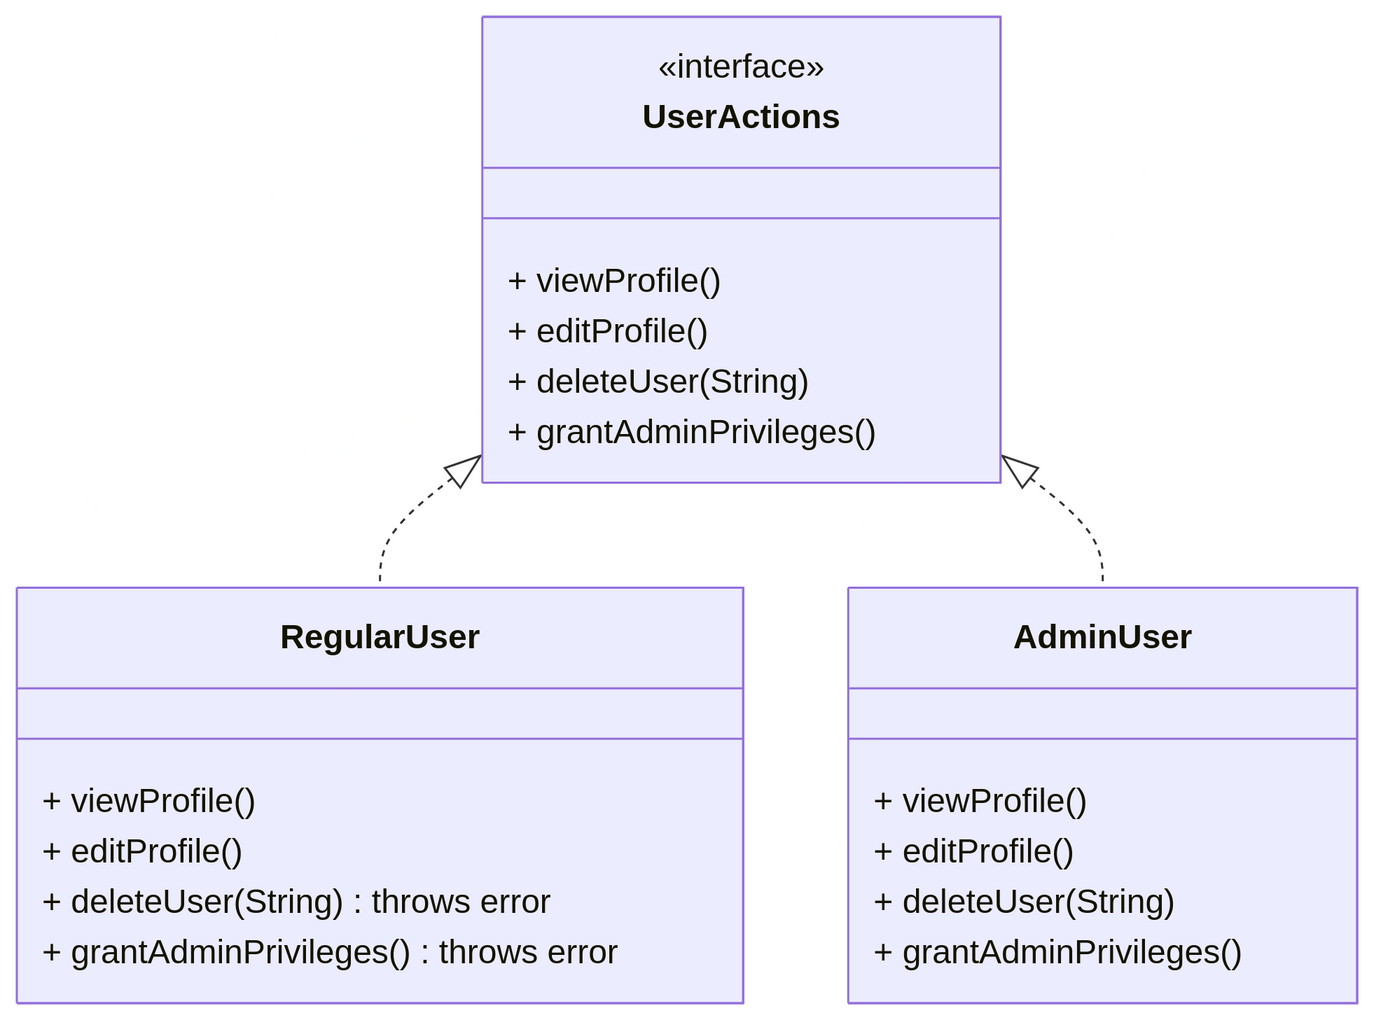 «interface»
UserActions
+ viewProfile()
+ editProfile()
+ deleteUser(String)
+ grantAdminPrivileges()
RegularUser
+ viewProfile()
+ editProfile()
+ deleteUser(String) : throws error
+ grantAdminPrivileges() : throws error
AdminUser
+ viewProfile()
+ editProfile()
+ deleteUser(String)
+ grantAdminPrivileges()